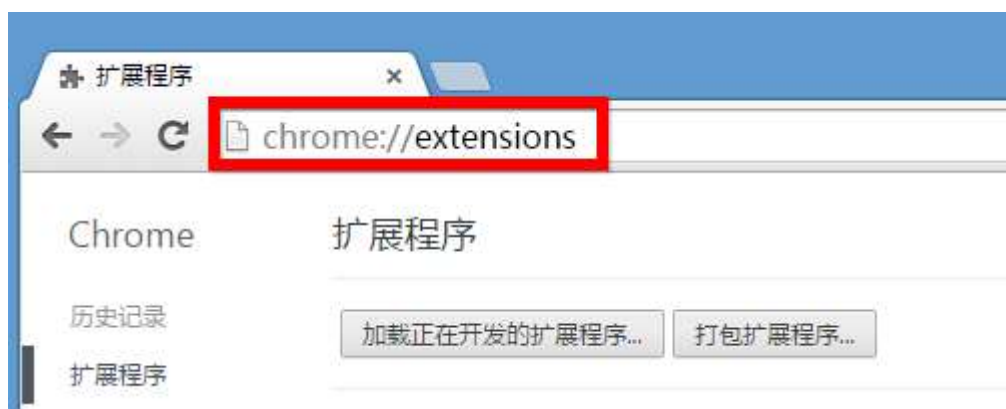 扩展程序
chrome://extensions
Chrome
扩展程序
历史记录
加载正在开发的扩展程序... 打包扩展程序...
扩展程序